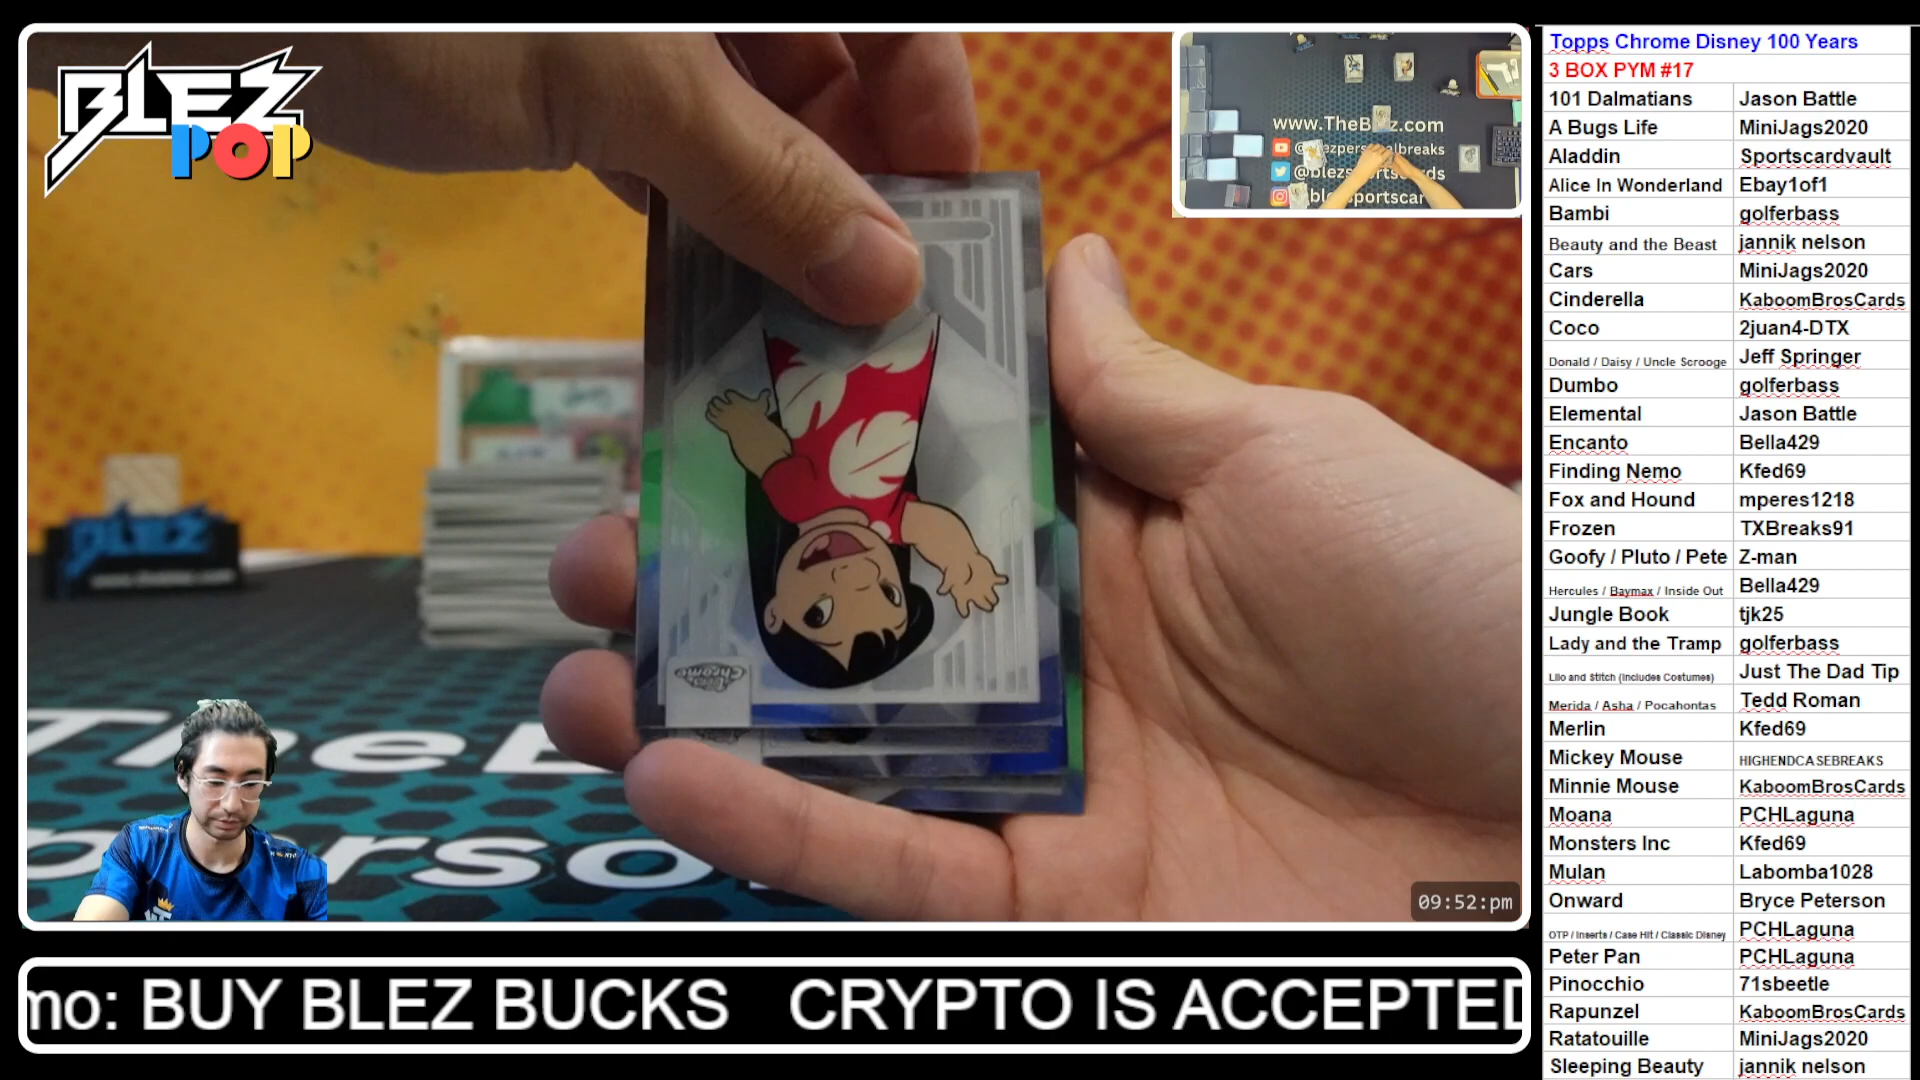 BLEZ
POP
www.TheBlez.com
Topps Chrome Disney 100 Years
3 BOX PYM #17
101 Dalmatians Jason Battle
A Bugs Life MiniJags2020
Aladdin Sportscardvault
Alice In Wonderland Ebay1of1
Bambi golferbass
Beauty and the Beast jannik nelson
Cars MiniJags2020
Cinderella KaboomBrosCards
Coco 2juan4-DTX
Donald / Daisy / Uncle Scrooge Jeff Springer
Dumbo golferbass
Elemental Jason Battle
Encanto Bella429
Finding Nemo Kfed69
Fox and Hound mperes1218
Frozen TXBreaks91
Goofy / Pluto / Pete Z-man
Hercules / Baymax / Inside Out Bella429
Jungle Book tjk25
Lady and the Tramp golferbass
Lilo and Stitch (Includes Costumes) Just The Dad Tip
Merida / Asha / Pocahontas Tedd Roman
Merlin Kfed69
Mickey Mouse HIGHENDCASEBREAKS
Minnie Mouse KaboomBrosCards
Moana PCHLaguna
Monsters Inc Kfed69
Mulan Labomba1028
Onward Bryce Peterson
OTP / Inserts / Case Hit / Classic Disney PCHLaguna
Peter Pan PCHLaguna
Pinocchio 71sbeetle
Rapunzel KaboomBrosCards
Ratatouille MiniJags2020
Sleeping Beauty jannik nelson
Topps
Chrome
BLEZ
09:52:pm
mo: BUY BLEZ BUCKS CRYPTO IS ACCEPTED